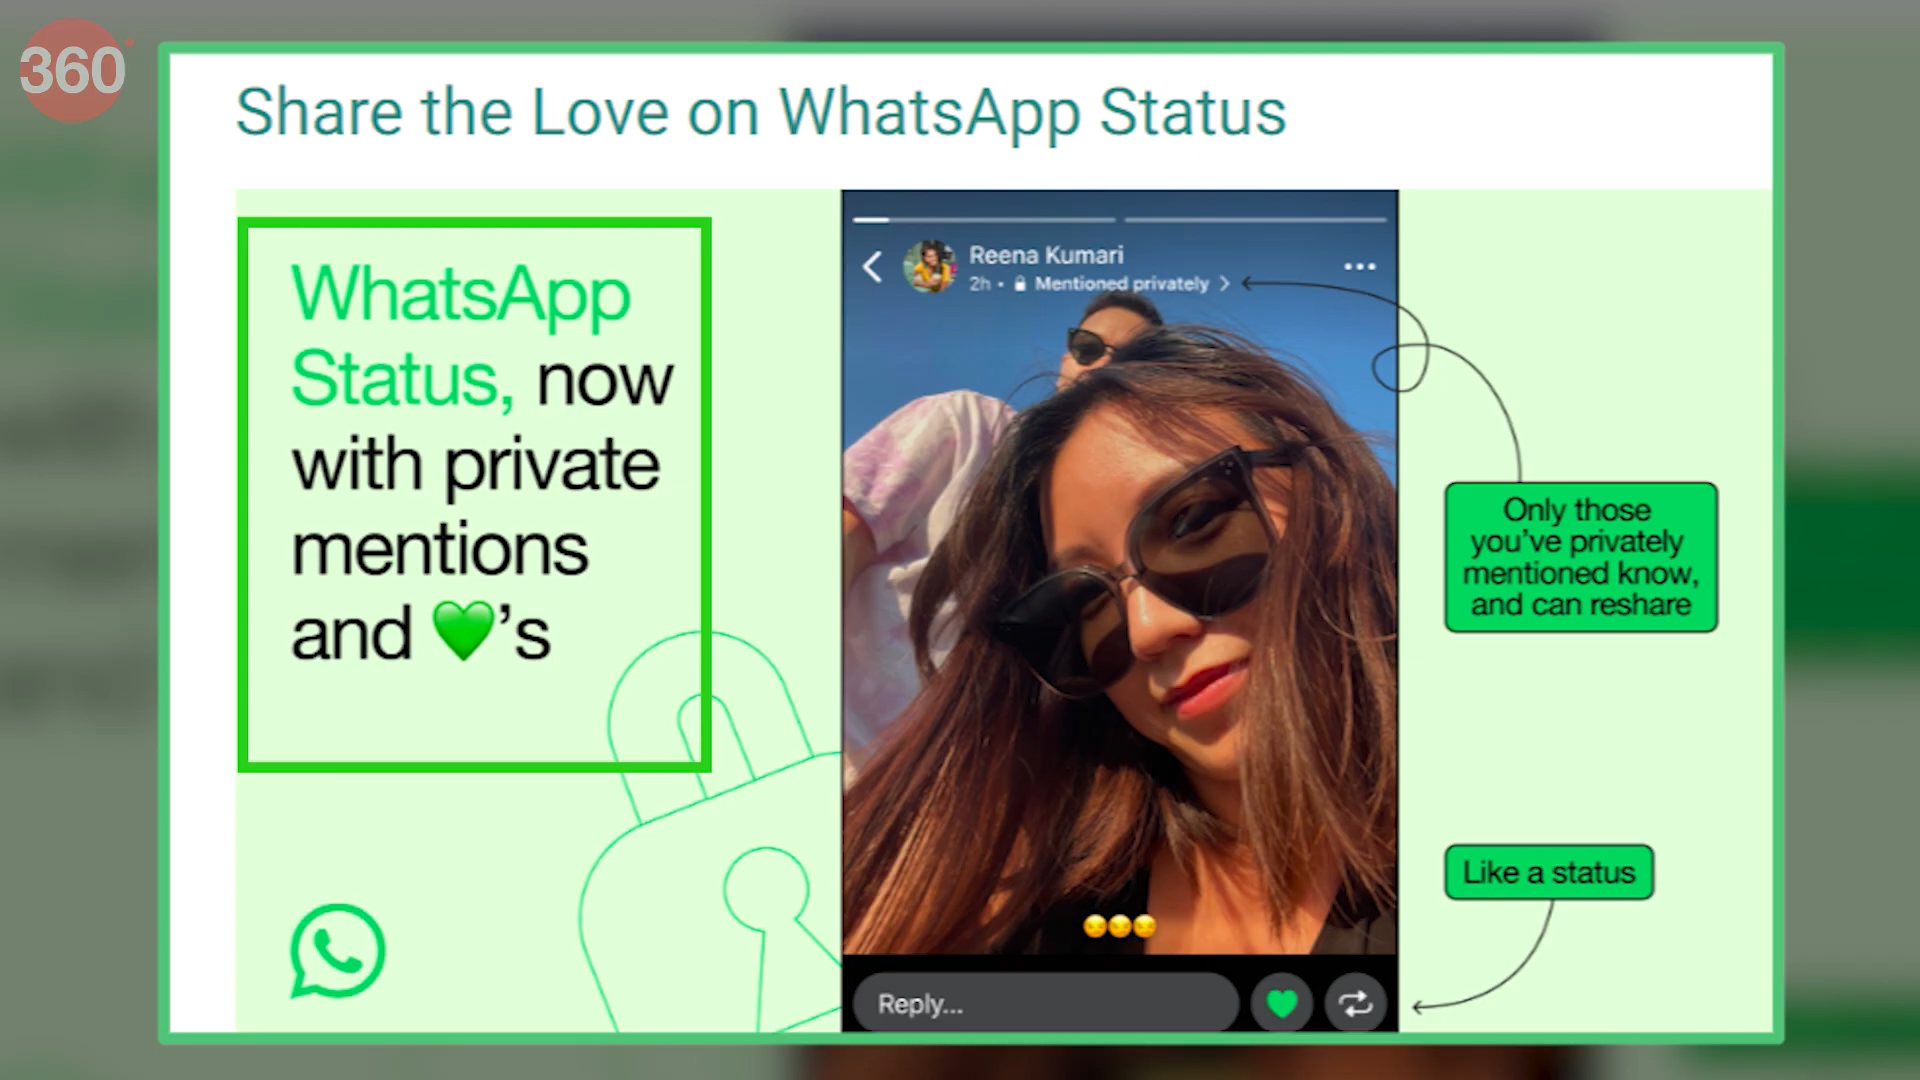 360
Share the Love on WhatsApp Status
WhatsApp
Status, now
with private
mentions
and 💚's
Reena Kumari
2h • Mentioned privately >
Only those
you've privately
mentioned know,
and can reshare
Like a status
😏😏😏
Reply...